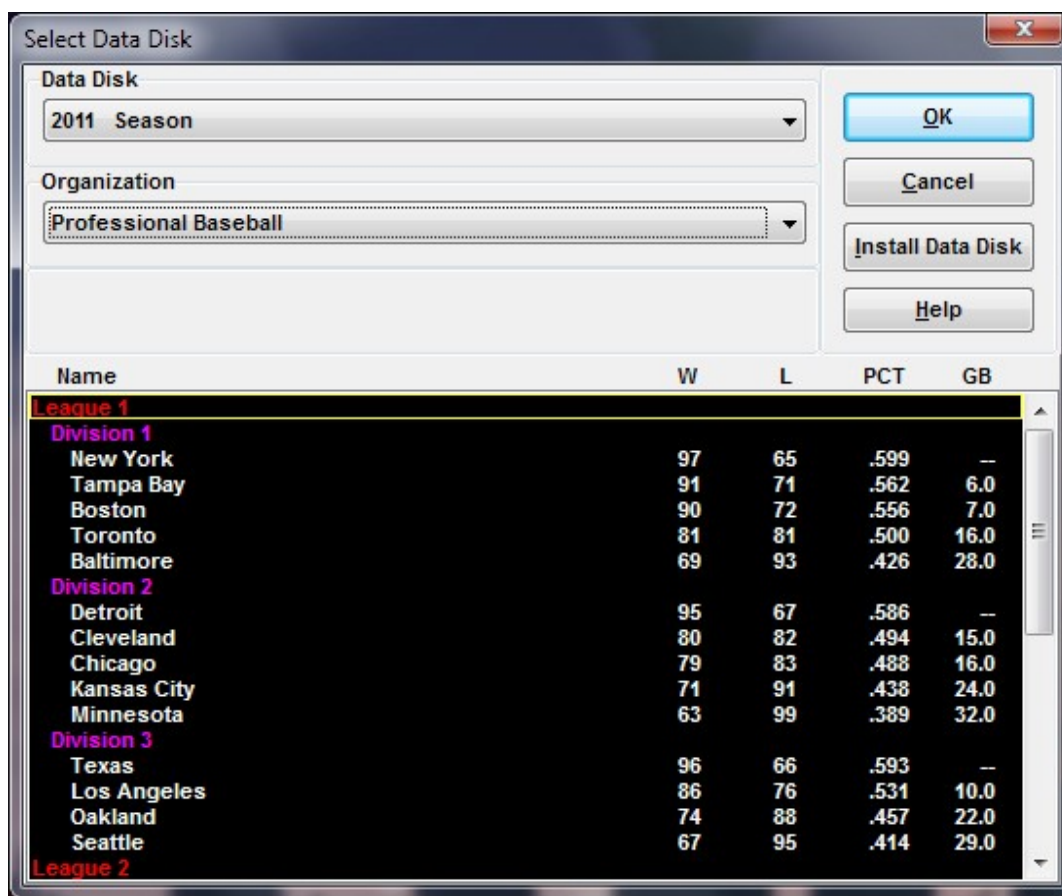 Select Data Disk
Data Disk
2011 Season
Organization
Professional Baseball
OK
Cancel
Install Data Disk
Help
Name W L PCT GB
League 1
Division 1
New York 97 65 .599 --
Tampa Bay 91 71 .562 6.0
Boston 90 72 .556 7.0
Toronto 81 81 .500 16.0
Baltimore 69 93 .426 28.0
Division 2
Detroit 95 67 .586 --
Cleveland 80 82 .494 15.0
Chicago 79 83 .488 16.0
Kansas City 71 91 .438 24.0
Minnesota 63 99 .389 32.0
Division 3
Texas 96 66 .593 --
Los Angeles 86 76 .531 10.0
Oakland 74 88 .457 22.0
Seattle 67 95 .414 29.0
League 2